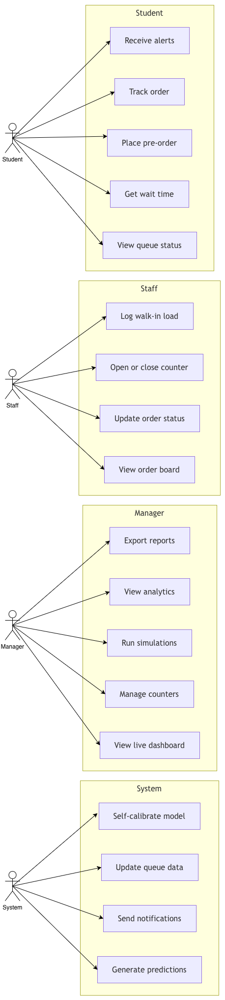 Student
Receive alerts
Track order
Place pre-order
Get wait time
View queue status
Student
Staff
Log walk-in load
Open or close counter
Update order status
View order board
Staff
Manager
Export reports
View analytics
Run simulations
Manage counters
View live dashboard
Manager
System
Self-calibrate model
Update queue data
Send notifications
Generate predictions
System